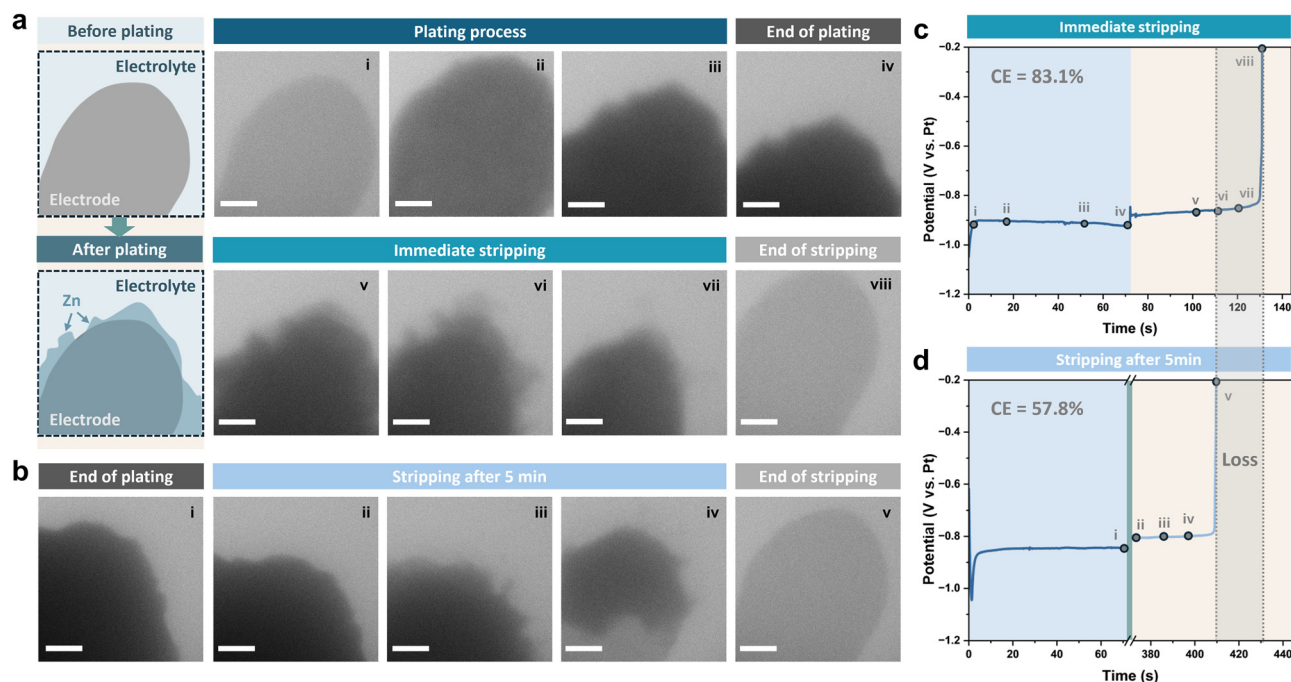 a
Before plating
Plating process
End of plating
Electrolyte
Electrode
i
ii
iii
iv
After plating
Immediate stripping
End of stripping
Electrolyte
Zn
Electrode
v
vi
vii
viii
b
End of plating
Stripping after 5 min
End of stripping
i
ii
iii
iv
v
c
Immediate stripping
CE = 83.1%
Potential (V vs. Pt)
−0.2
−0.4
−0.6
−0.8
−1.0
−1.2
i
ii
iii
iv
v
vi
vii
viii
0 20 40 60 80 100 120 140
Time (s)
d
Stripping after 5min
CE = 57.8%
Loss
Potential (V vs. Pt)
−0.2
−0.4
−0.6
−0.8
−1.0
−1.2
i
ii
iii
iv
v
0 20 40 60 380 400 420 440
Time (s)